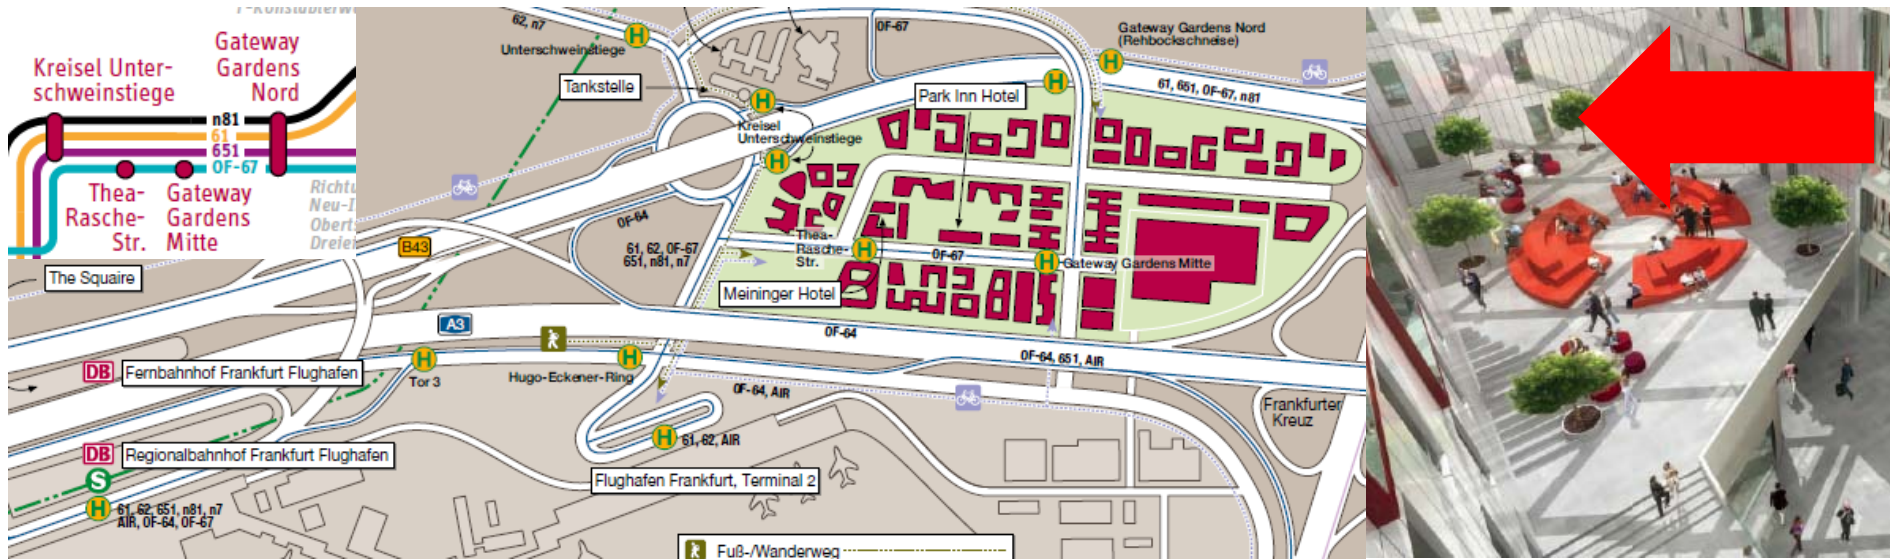 Kreisel Unter-
schweinstiege
Gateway
Gardens
Nord
n81
61
651
OF-67
Thea-
Rasche-
Str.
Gateway
Gardens
Mitte
62, n7
Unterschweinstiege
OF-67
Gateway Gardens Nord
(Rehbockschneise)
Tankstelle
Park Inn Hotel
61, 651, OF-67, n81
Kreisel
Unterschweinstiege
OF-64
B43
61, 62, OF-67
651, n81, n7
Thea-
Rasche-
Str.
OF-67
Gateway Gardens Mitte
The Squaire
Meininger Hotel
A3
OF-64
OF-64, 651, AIR
DB Fernbahnhof Frankfurt Flughafen
Tor 3
Hugo-Eckener-Ring
OF-64, AIR
Frankfurter
Kreuz
61, 62, AIR
DB Regionalbahnhof Frankfurt Flughafen
S
Flughafen Frankfurt, Terminal 2
H
61, 62, 651, n81, n7
AIR, OF-64, OF-67
Fuß-/Wanderweg